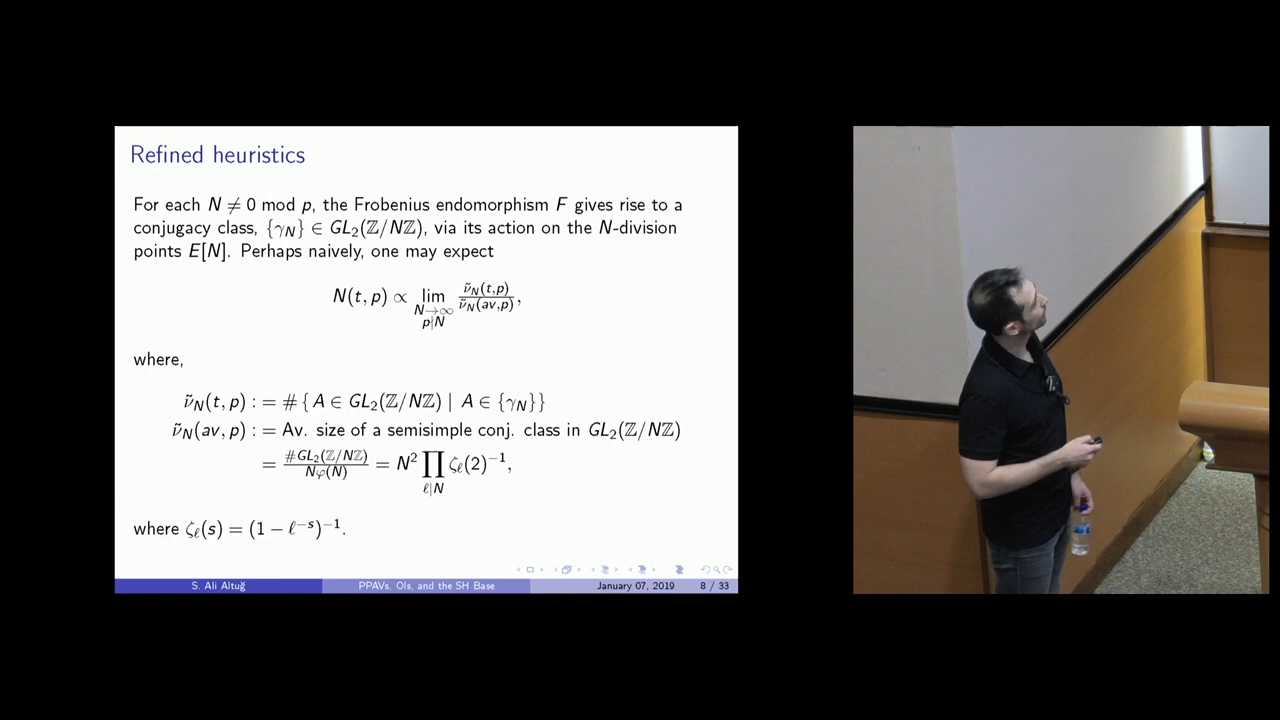 Refined heuristics
For each N ≠ 0 mod p, the Frobenius endomorphism F gives rise to a
conjugacy class, {γ_N} ∈ GL_2(ℤ/Nℤ), via its action on the N-division
points E[N]. Perhaps naively, one may expect
N(t, p) ∝ lim_{N→∞, p∤N} ν̃_N(t,p) / ν̃_N(av,p),
where,
ν̃_N(t, p) : = # { A ∈ GL_2(ℤ/Nℤ) | A ∈ {γ_N}}
ν̃_N(av, p) : = Av. size of a semisimple conj. class in GL_2(ℤ/Nℤ)
= #GL_2(ℤ/Nℤ) / Nφ(N) = N^2 ∏_{ℓ|N} ζ_ℓ(2)^{-1},
where ζ_ℓ(s) = (1 − ℓ^{-s})^{-1}.
S. Ali Altuğ PPAVs, OIs, and the SH Base January 07, 2019 8 / 33